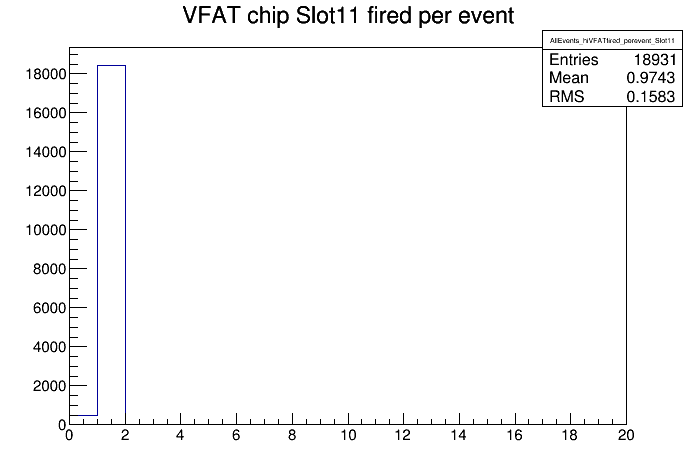 VFAT chip Slot11 fired per event
AllEvents_hiVFATfired_perevent_Slot11
Entries 18931
Mean 0.9743
RMS 0.1583
18000
16000
14000
12000
10000
8000
6000
4000
2000
0
0 2 4 6 8 10 12 14 16 18 20